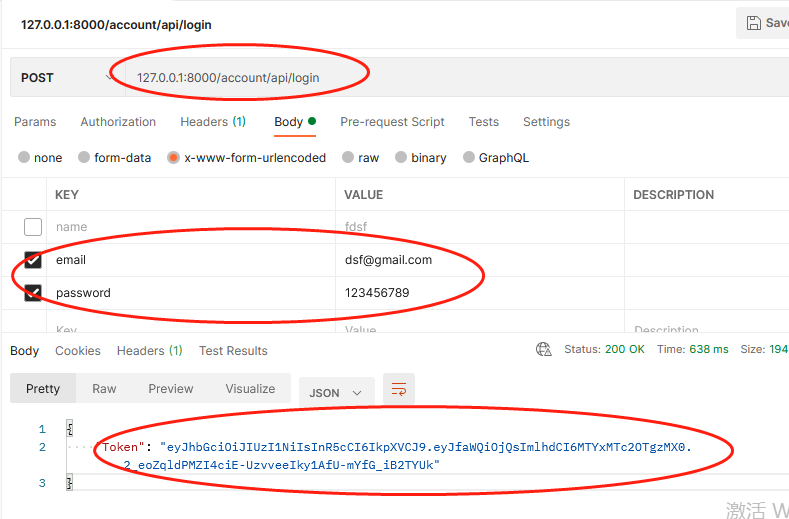 127.0.0.1:8000/account/api/login
Save
POST 127.0.0.1:8000/account/api/login
Params Authorization Headers (1) Body Pre-request Script Tests Settings
none form-data x-www-form-urlencoded raw binary GraphQL
KEY VALUE DESCRIPTION
name fdsf
email dsf@gmail.com
password 123456789
Key Value Description
Body Cookies Headers (1) Test Results Status: 200 OK Time: 638 ms Size: 194
Pretty Raw Preview Visualize JSON
1 {
2 "Token": "eyJhbGciOiJIUzI1NiIsInR5cCI6IkpXVCJ9.eyJfaWQiOjQsImlhdCI6MTYxMTc2OTgzMX0.
2_eoZqldPMZI4ciE-UzvveeIky1AfU-mYfG_iB2TYUk"
3 }
激活 W